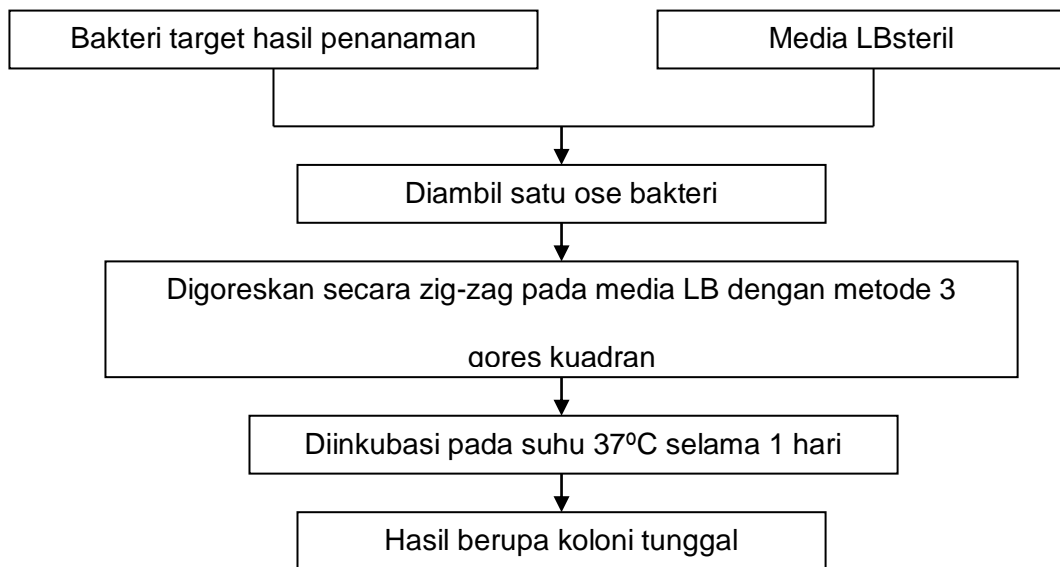 Bakteri target hasil penanaman
Media LBsteril
Diambil satu ose bakteri
Digoreskan secara zig-zag pada media LB dengan metode 3
gores kuadran
Diinkubasi pada suhu 37⁰C selama 1 hari
Hasil berupa koloni tunggal